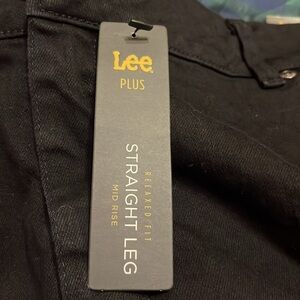 Lee
PLUS
RELAXED FIT
STRAIGHT LEG
MID RISE